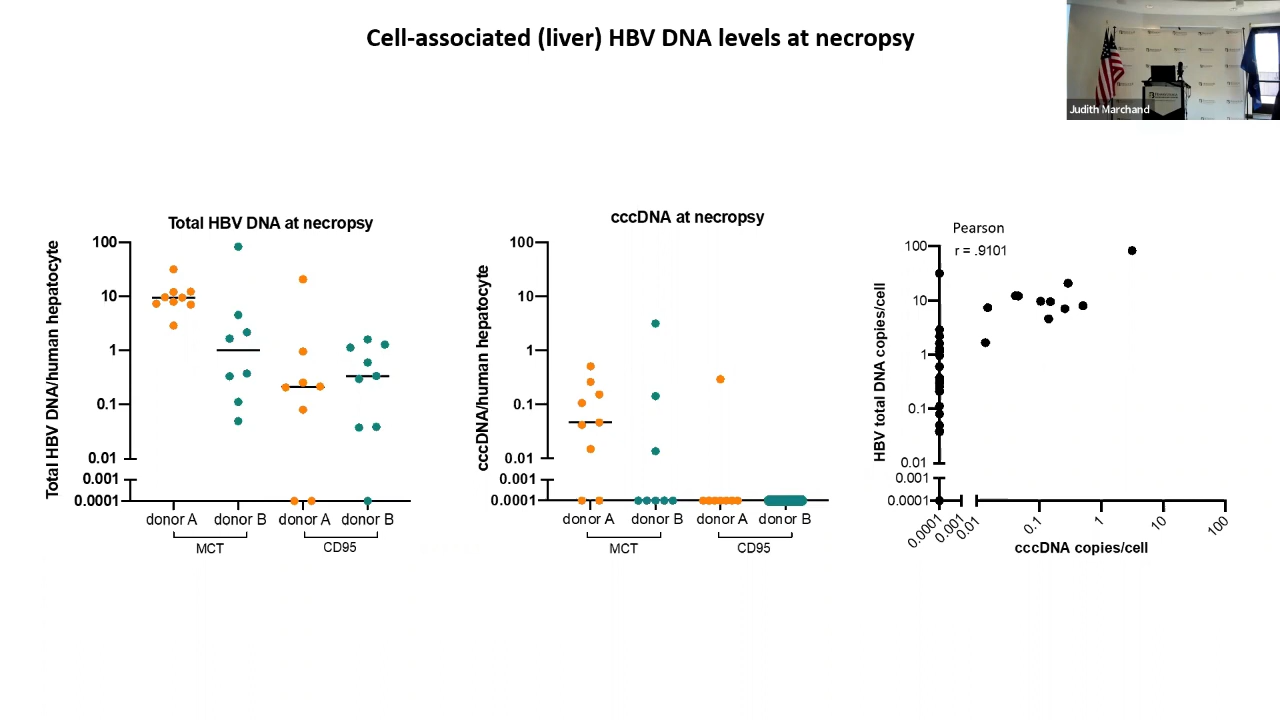 Cell-associated (liver) HBV DNA levels at necropsy
Judith Marchand
Total HBV DNA at necropsy
Total HBV DNA/human hepatocyte
100
10
1
0.1
0.01
0.001
0.0001
donor A donor B donor A donor B
MCT CD95
cccDNA at necropsy
cccDNA/human hepatocyte
100
10
1
0.1
0.01
0.001
0.0001
donor A donor B donor A donor B
MCT CD95
Pearson
r = .9101
HBV total DNA copies/cell
100
10
1
0.1
0.01
0.001
0.0001
0.0001 0.001 0.01 0.1 1 10 100
cccDNA copies/cell